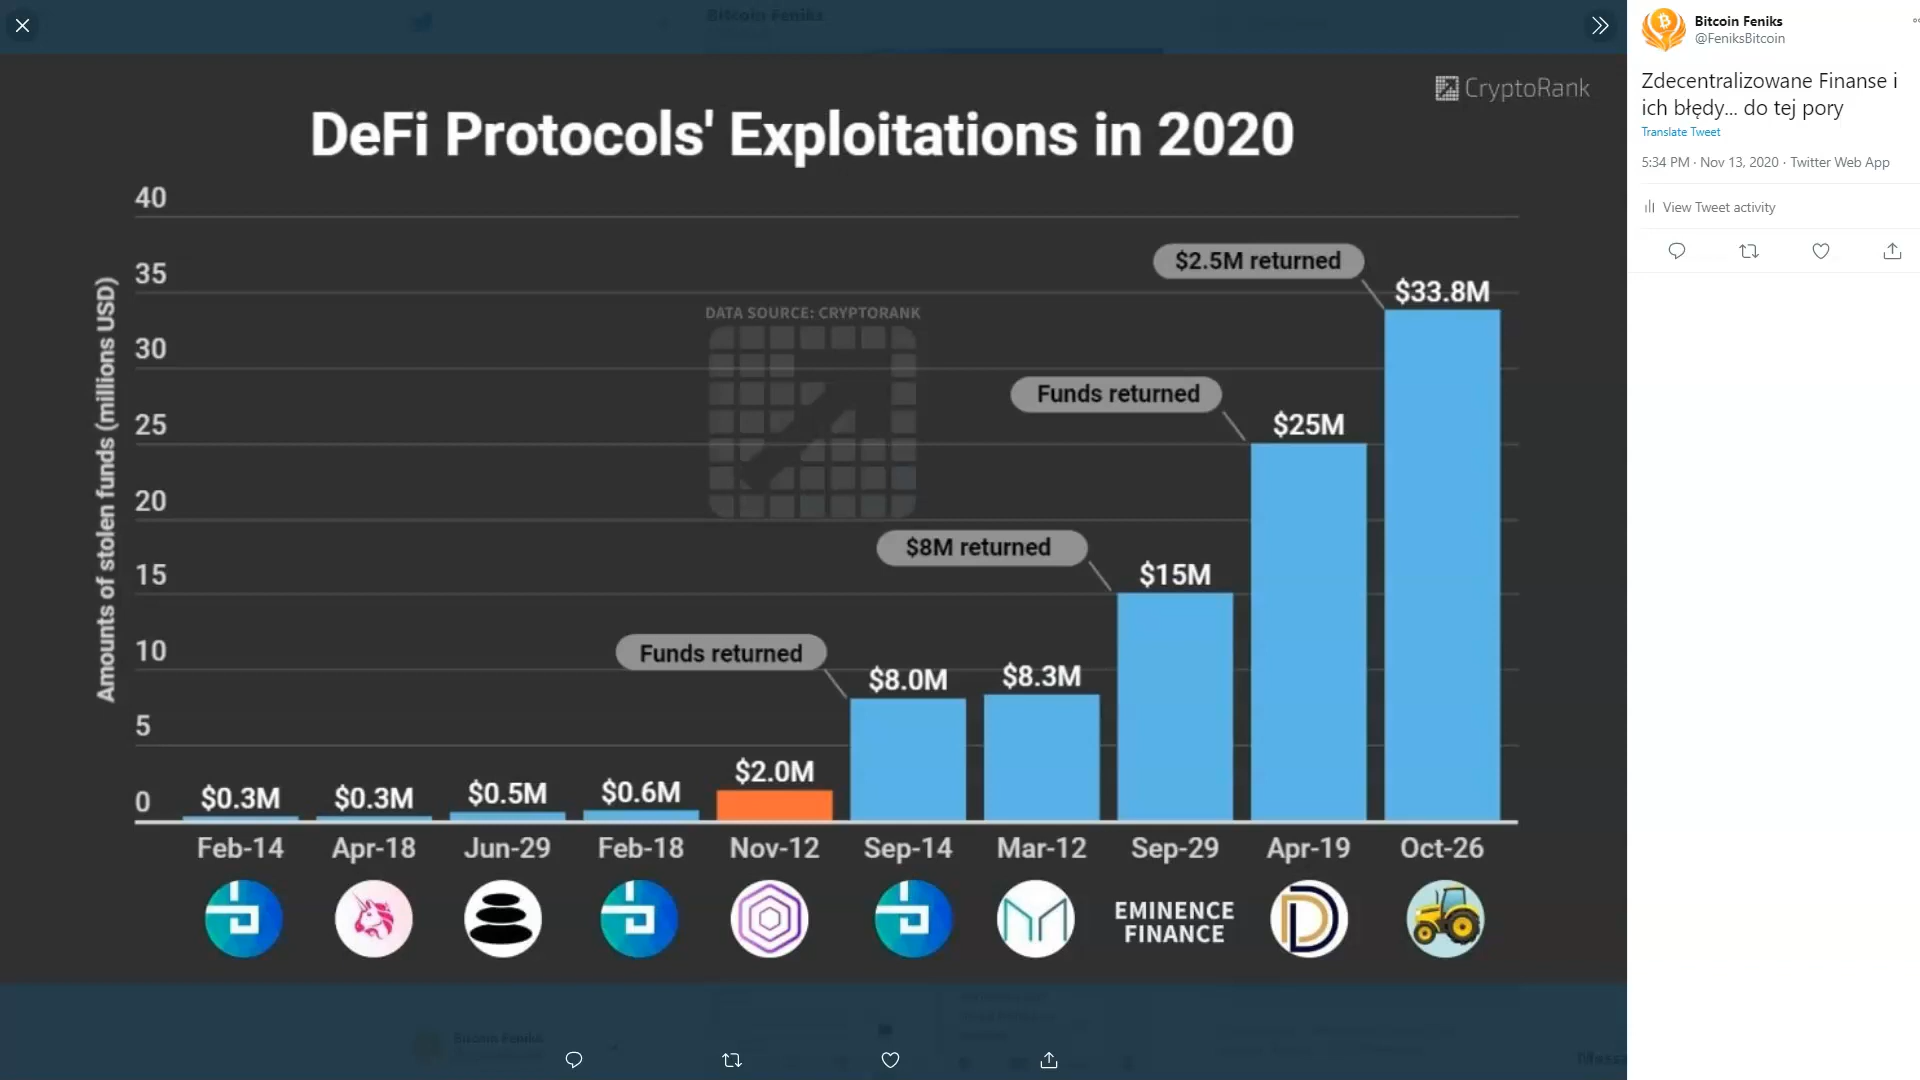 Bitcoin Feniks
CryptoRank
DeFi Protocols' Exploitations in 2020
Amounts of stolen funds (millions USD)
40
35
30
25
20
15
10
5
0
DATA SOURCE: CRYPTORANK
$2.5M returned
$33.8M
Funds returned
$25M
$8M returned
$15M
Funds returned
$8.0M
$8.3M
$2.0M
$0.3M
$0.3M
$0.5M
$0.6M
Feb-14 Apr-18 Jun-29 Feb-18 Nov-12 Sep-14 Mar-12 Sep-29 Apr-19 Oct-26
EMINENCE
FINANCE
Bitcoin Feniks
Bitcoin Feniks
@FeniksBitcoin
Zdecentralizowane Finanse i
ich błędy... do tej pory
Translate Tweet
5:34 PM · Nov 13, 2020 · Twitter Web App
View Tweet activity